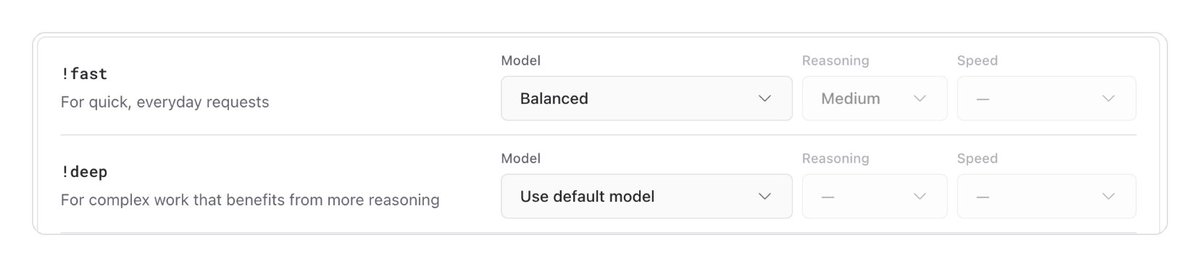 !fast
For quick, everyday requests
Model
Reasoning
Speed
Balanced
Medium
—
!deep
For complex work that benefits from more reasoning
Model
Reasoning
Speed
Use default model
—
—